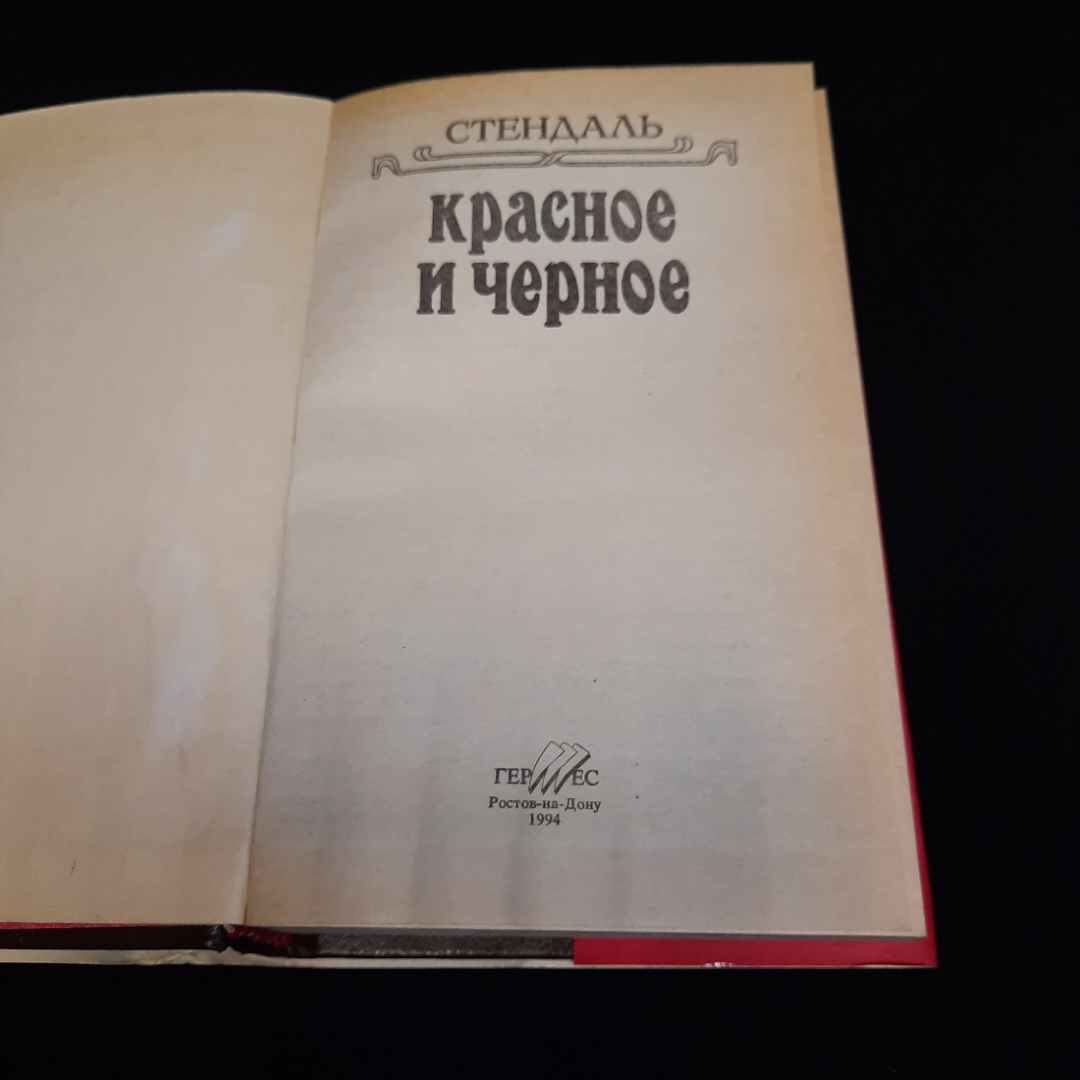 СТЕНДАЛЬ
красное
и черное
ГЕРМЕС
Ростов-на-Дону
1994